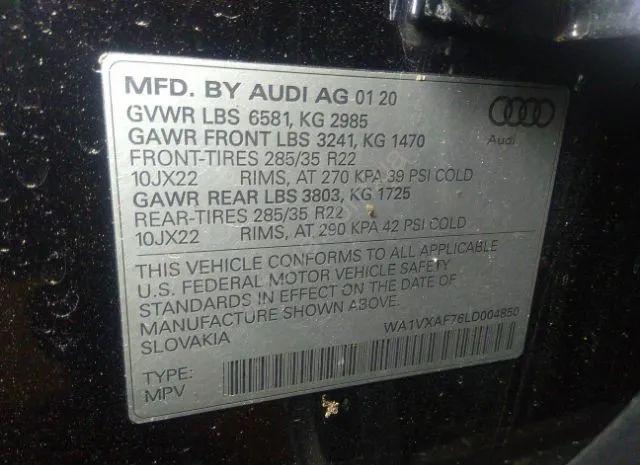 MFD. BY AUDI AG 01 20
GVWR LBS 6581, KG 2985
GAWR FRONT LBS 3241, KG 1470
FRONT-TIRES 285/35 R22
10JX22 RIMS, AT 270 KPA 39 PSI COLD
GAWR REAR LBS 3803, KG 1725
REAR-TIRES 285/35 R22
10JX22 RIMS, AT 290 KPA 42 PSI COLD
Audi
THIS VEHICLE CONFORMS TO ALL APPLICABLE
U.S. FEDERAL MOTOR VEHICLE SAFETY
STANDARDS IN EFFECT ON THE DATE OF
MANUFACTURE SHOWN ABOVE.
SLOVAKIA
WA1VXAF76LD004850
TYPE:
MPV